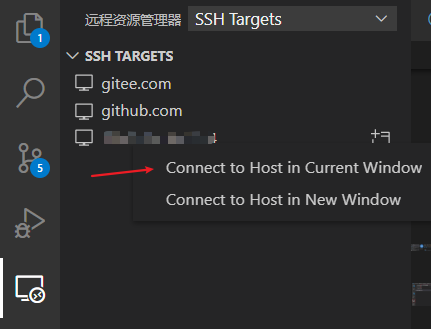 远程资源管理器 SSH Targets
SSH TARGETS
gitee.com
github.com
Connect to Host in Current Window
Connect to Host in New Window
1
5